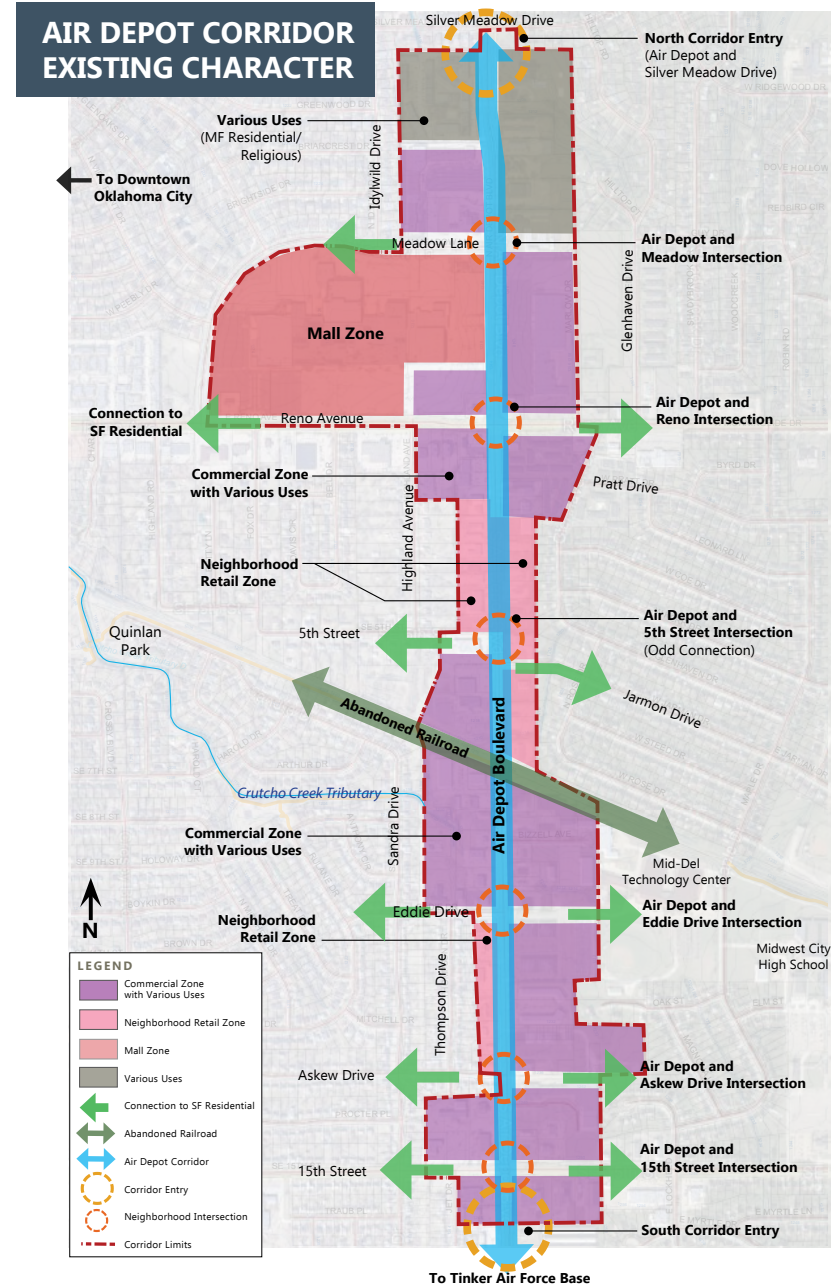 AIR DEPOT CORRIDOR
EXISTING CHARACTER
Silver Meadow Drive
North Corridor Entry
(Air Depot and
Silver Meadow Drive)
Various Uses
(MF Residential/
Religious)
Idylwild Drive
To Downtown
Oklahoma City
Meadow Lane
Air Depot and
Meadow Intersection
Glenhaven Drive
Mall Zone
Connection to
SF Residential
Reno Avenue
Air Depot and
Reno Intersection
Commercial Zone
with Various Uses
Highland Avenue
Pratt Drive
Neighborhood
Retail Zone
5th Street
Air Depot and
5th Street Intersection
(Odd Connection)
Quinlan
Park
Jarmon Drive
Abandoned Railroad
Air Depot Boulevard
Crutcho Creek Tributary
Sandra Drive
Commercial Zone
with Various Uses
Mid-Del
Technology Center
N
Eddie Drive
Air Depot and
Eddie Drive Intersection
Neighborhood
Retail Zone
Midwest City
High School
Thompson Drive
LEGEND
Commercial Zone
with Various Uses
Neighborhood Retail Zone
Mall Zone
Various Uses
Connection to SF Residential
Abandoned Railroad
Air Depot Corridor
Corridor Entry
Neighborhood Intersection
Corridor Limits
Askew Drive
Air Depot and
Askew Drive Intersection
15th Street
Air Depot and
15th Street Intersection
South Corridor Entry
To Tinker Air Force Base